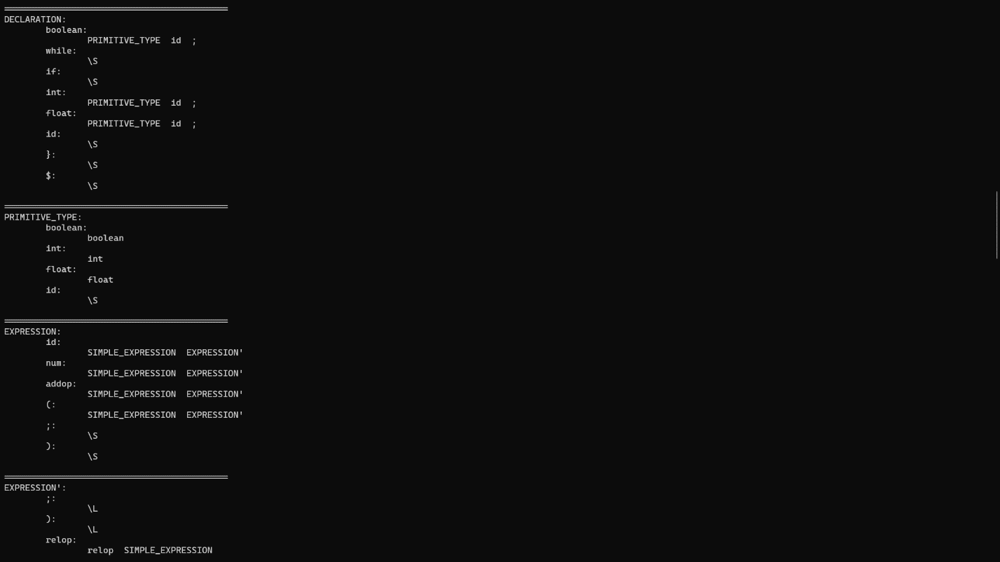 ===========================================
DECLARATION:
        boolean:
                PRIMITIVE_TYPE  id  ;
        while:
                \S
        if:
                \S
        int:
                PRIMITIVE_TYPE  id  ;
        float:
                PRIMITIVE_TYPE  id  ;
        id:
                \S
        }:
                \S
        $:
                \S
===========================================
PRIMITIVE_TYPE:
        boolean:
                boolean
        int:
                int
        float:
                float
        id:
                \S
===========================================
EXPRESSION:
        id:
                SIMPLE_EXPRESSION  EXPRESSION'
        num:
                SIMPLE_EXPRESSION  EXPRESSION'
        addop:
                SIMPLE_EXPRESSION  EXPRESSION'
        (:
                SIMPLE_EXPRESSION  EXPRESSION'
        ;:
                \S
        ):
                \S
===========================================
EXPRESSION':
        ;:
                \L
        ):
                \L
        relop:
                relop  SIMPLE_EXPRESSION